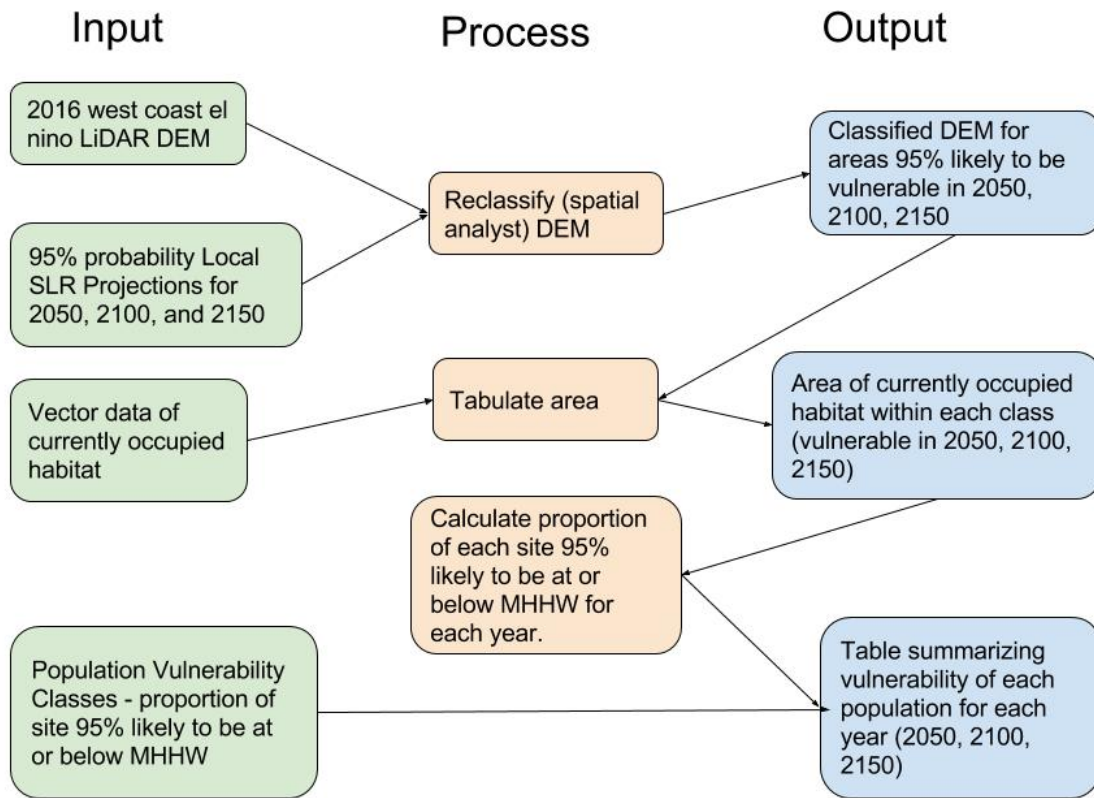 Input
Process
Output
2016 west coast el
nino LiDAR DEM
Classified DEM for
areas 95% likely to be
vulnerable in 2050,
2100, 2150
Reclassify (spatial
analyst) DEM
95% probability Local
SLR Projections for
2050, 2100, and 2150
Vector data of
currently occupied
habitat
Tabulate area
Area of currently occupied
habitat within each class
(vulnerable in 2050, 2100,
2150)
Calculate proportion
of each site 95%
likely to be at or
below MHHW for
each year.
Population Vulnerability
Classes - proportion of
site 95% likely to be at
or below MHHW
Table summarizing
vulnerability of each
population for each
year (2050, 2100,
2150)